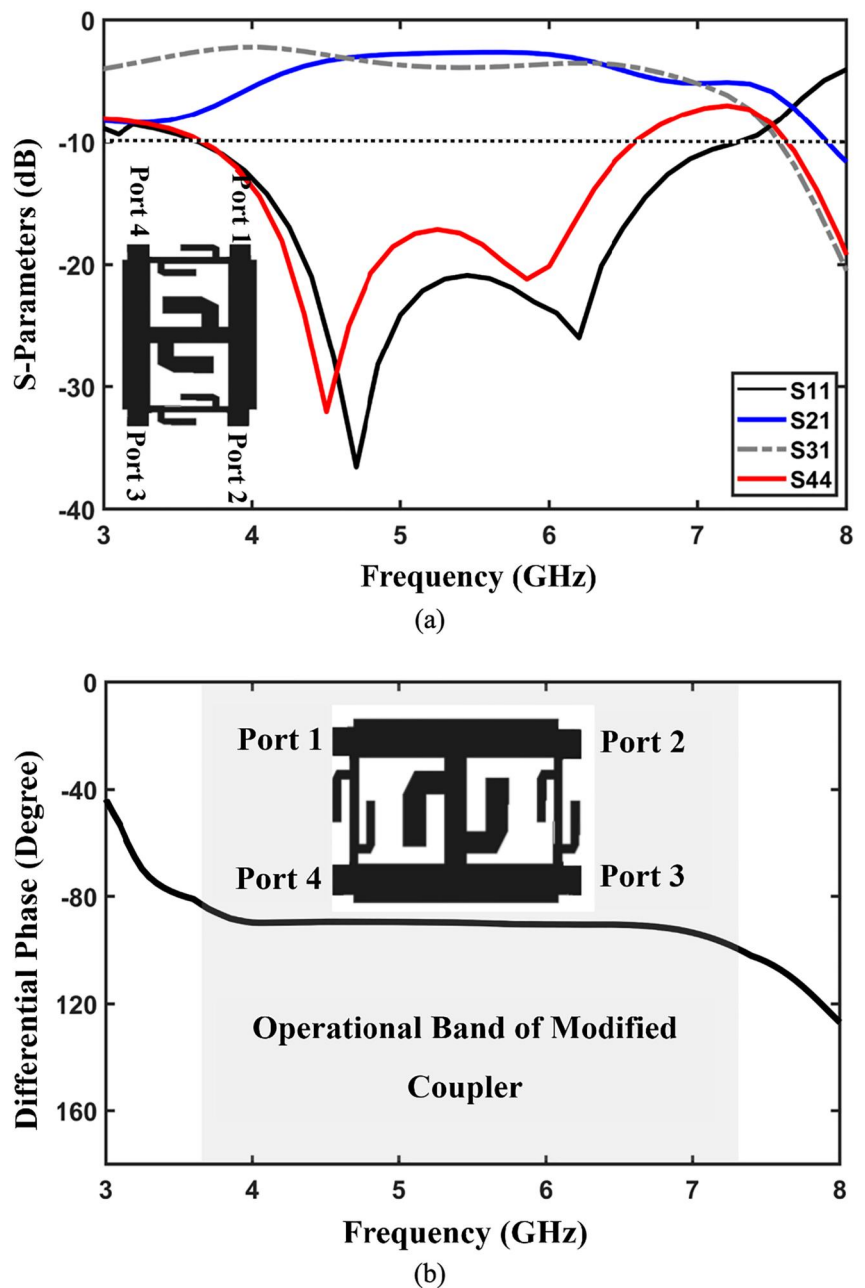 S-Parameters (dB)
0
-10
-20
-30
-40
Port 4
Port 1
Port 3
Port 2
S11
S21
S31
S44
3
4
5
6
7
8
Frequency (GHz)
(a)
Differential Phase (Degree)
0
-40
-80
120
160
Port 1
Port 2
Port 4
Port 3
Operational Band of Modified
Coupler
3
4
5
6
7
8
Frequency (GHz)
(b)